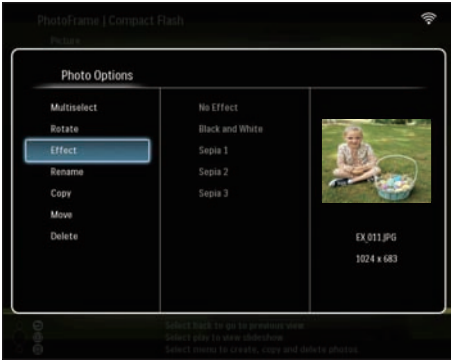 PhotoFrame | Compact Flash
Picture
Photo Options
Multiselect
Rotate
Effect
Rename
Copy
Move
Delete
No Effect
Black and White
Sepia 1
Sepia 2
Sepia 3
EX_011.JPG
1024 x 683
Select back to go to previous view
Select play to view slideshow
Select menu to create, copy and delete photos.